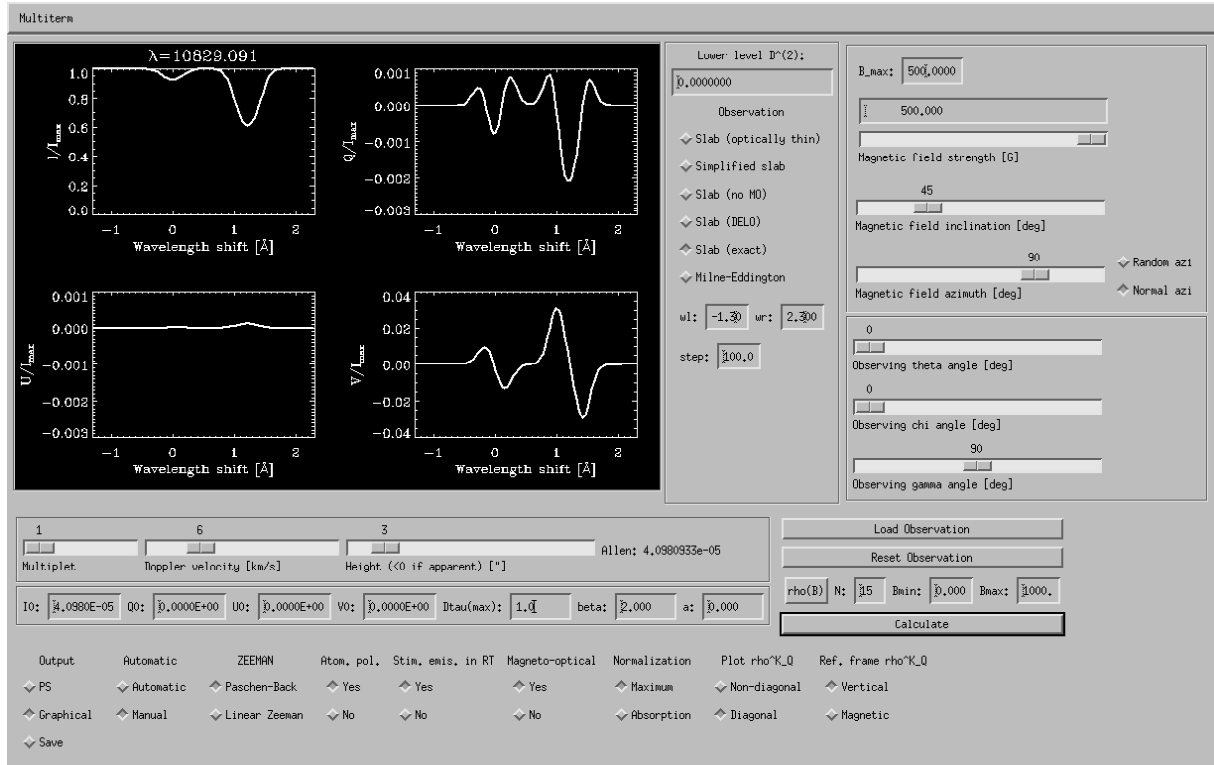 Multiterm
λ=10829.091
I/Imax
1.0
0.8
0.6
0.4
0.2
0.0
−1 0 1 2
Wavelength shift [Å]
Q/Imax
0.001
0.000
−0.001
−0.002
−0.003
−1 0 1 2
Wavelength shift [Å]
U/Imax
0.001
0.000
−0.001
−0.002
−0.003
−1 0 1 2
Wavelength shift [Å]
V/Imax
0.04
0.02
0.00
−0.02
−0.04
−1 0 1 2
Wavelength shift [Å]
Lower level D^(2):
0.0000000
Observation
Slab (optically thin)
Simplified slab
Slab (no MO)
Slab (DELO)
Slab (exact)
Milne-Eddington
wl: -1.30 wr: 2.300
step: 100.0
B_max: 500.0000
500.000
Magnetic field strength [G]
45
Magnetic field inclination [deg]
90
Magnetic field azimuth [deg]
Random azi
Normal azi
0
Observing theta angle [deg]
0
Observing chi angle [deg]
90
Observing gamma angle [deg]
1
Multiplet
6
Doppler velocity [km/s]
3
Height (<0 if apparent) ["]
Allen: 4.0980933e-05
I0: 4.0980E-05 Q0: 0.0000E+00 U0: 0.0000E+00 V0: 0.0000E+00 Dtau(max): 1.0 beta: 2.000 a: 0.000
Load Observation
Reset Observation
rho(B) N: 15 Bmin: 0.000 Bmax: 1000.
Calculate
Output Automatic ZEEMAN Atom. pol. Stim. emis. in RT Magneto-optical Normalization Plot rho^K_Q Ref. frame rho^K_Q
PS Automatic Paschen-Back Yes Yes Yes Maximum Non-diagonal Vertical
Graphical Manual Linear Zeeman No No No Absorption Diagonal Magnetic
Save